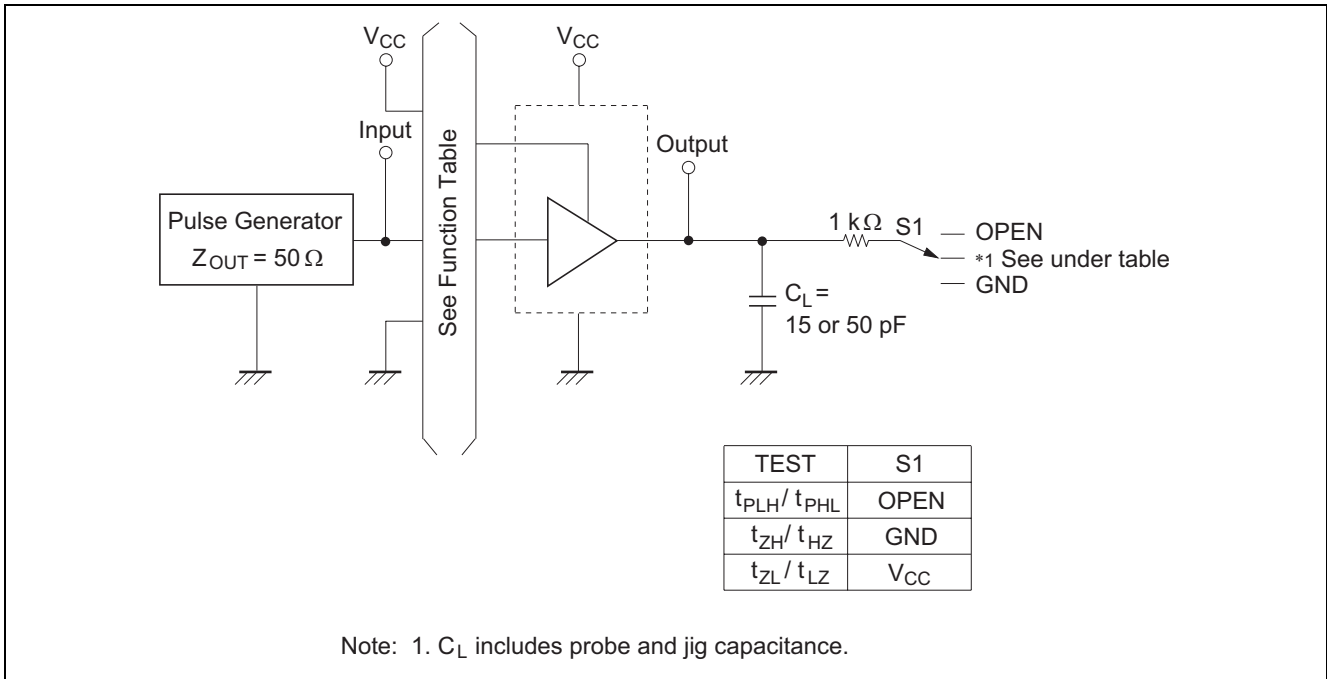 VCC
VCC
Input
See Function Table
Output
Pulse Generator
ZOUT = 50 Ω
1 kΩ
S1
OPEN
*1 See under table
GND
CL =
15 or 50 pF
TEST S1
tPLH/ tPHL OPEN
tZH/ tHZ GND
tZL / tLZ VCC
Note: 1. CL includes probe and jig capacitance.